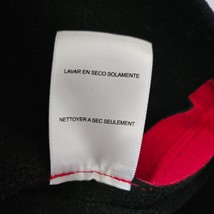 LAVAR EN SECO SOLAMENTE
NETTOYER A SEC SEULEMENT